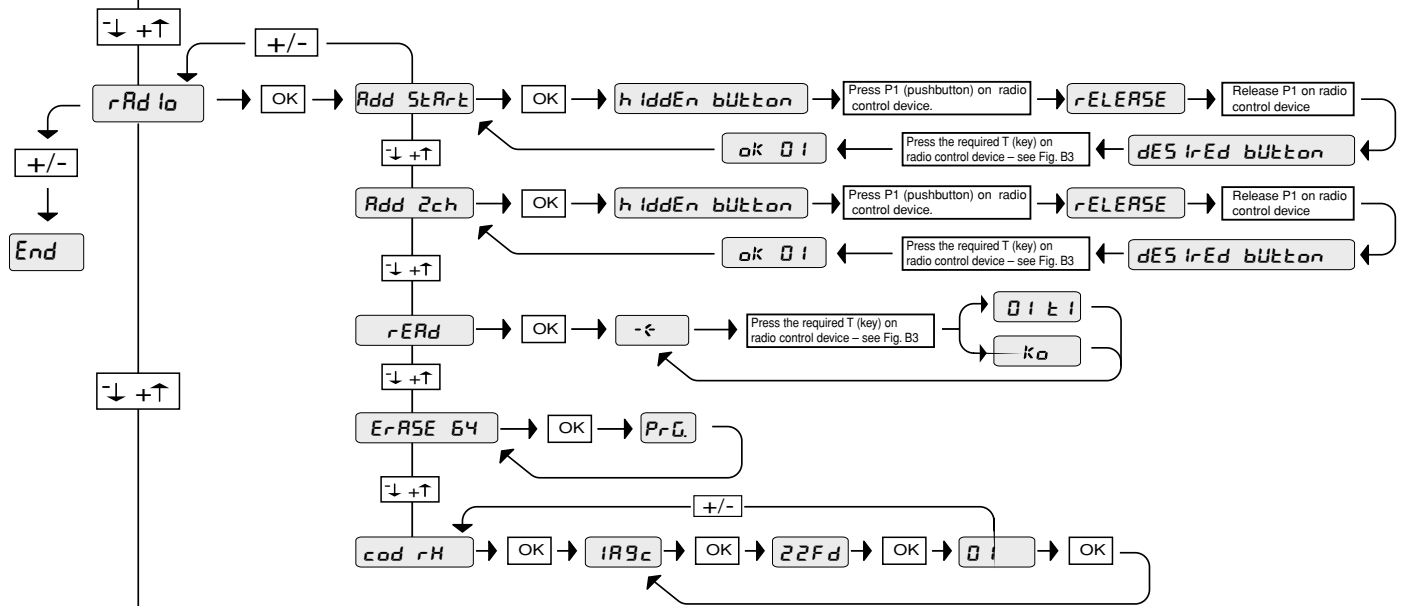 -↓ +↑
+/-
rAdIo
OK
Add StArt
OK
hIddEn bUtton
Press P1 (pushbutton) on radio
control device.
rELEASE
Release P1 on radio
control device
+/-
-↓ +↑
ok 01
Press the required T (key) on
radio control device – see Fig. B3
dESIrEd bUtton
End
Add 2ch
OK
hIddEn bUtton
Press P1 (pushbutton) on radio
control device.
rELEASE
Release P1 on radio
control device
-↓ +↑
ok 01
Press the required T (key) on
radio control device – see Fig. B3
dESIrEd bUtton
rEAd
OK
Press the required T (key) on
radio control device – see Fig. B3
01 t1
Ko
-↓ +↑
-↓ +↑
ErASE 64
OK
PrG.
-↓ +↑
+/-
cod rX
OK
1A9c
OK
22Fd
OK
01
OK